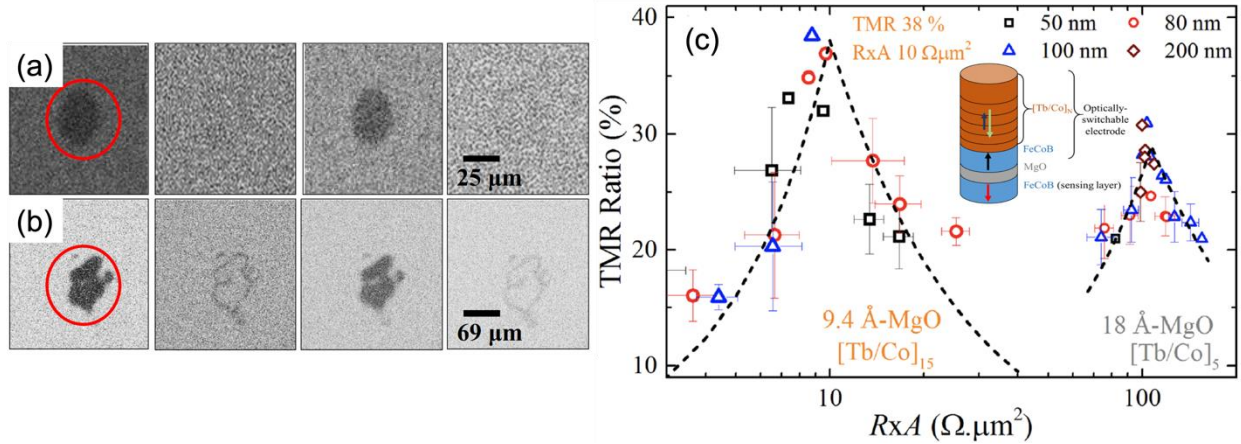 (a)
25 μm
(b)
69 μm
(c)
TMR 38 %
RxA 10 Ωμm²
50 nm
80 nm
100 nm
200 nm
[Tb/Co]
Optically-
switchable
electrode
FeCoB
MgO
FeCoB (sensing layer)
9.4 Å-MgO
[Tb/Co]₁₅
18 Å-MgO
[Tb/Co]₅
TMR Ratio (%)
40
30
20
10
10
100
RxA (Ω.μm²)